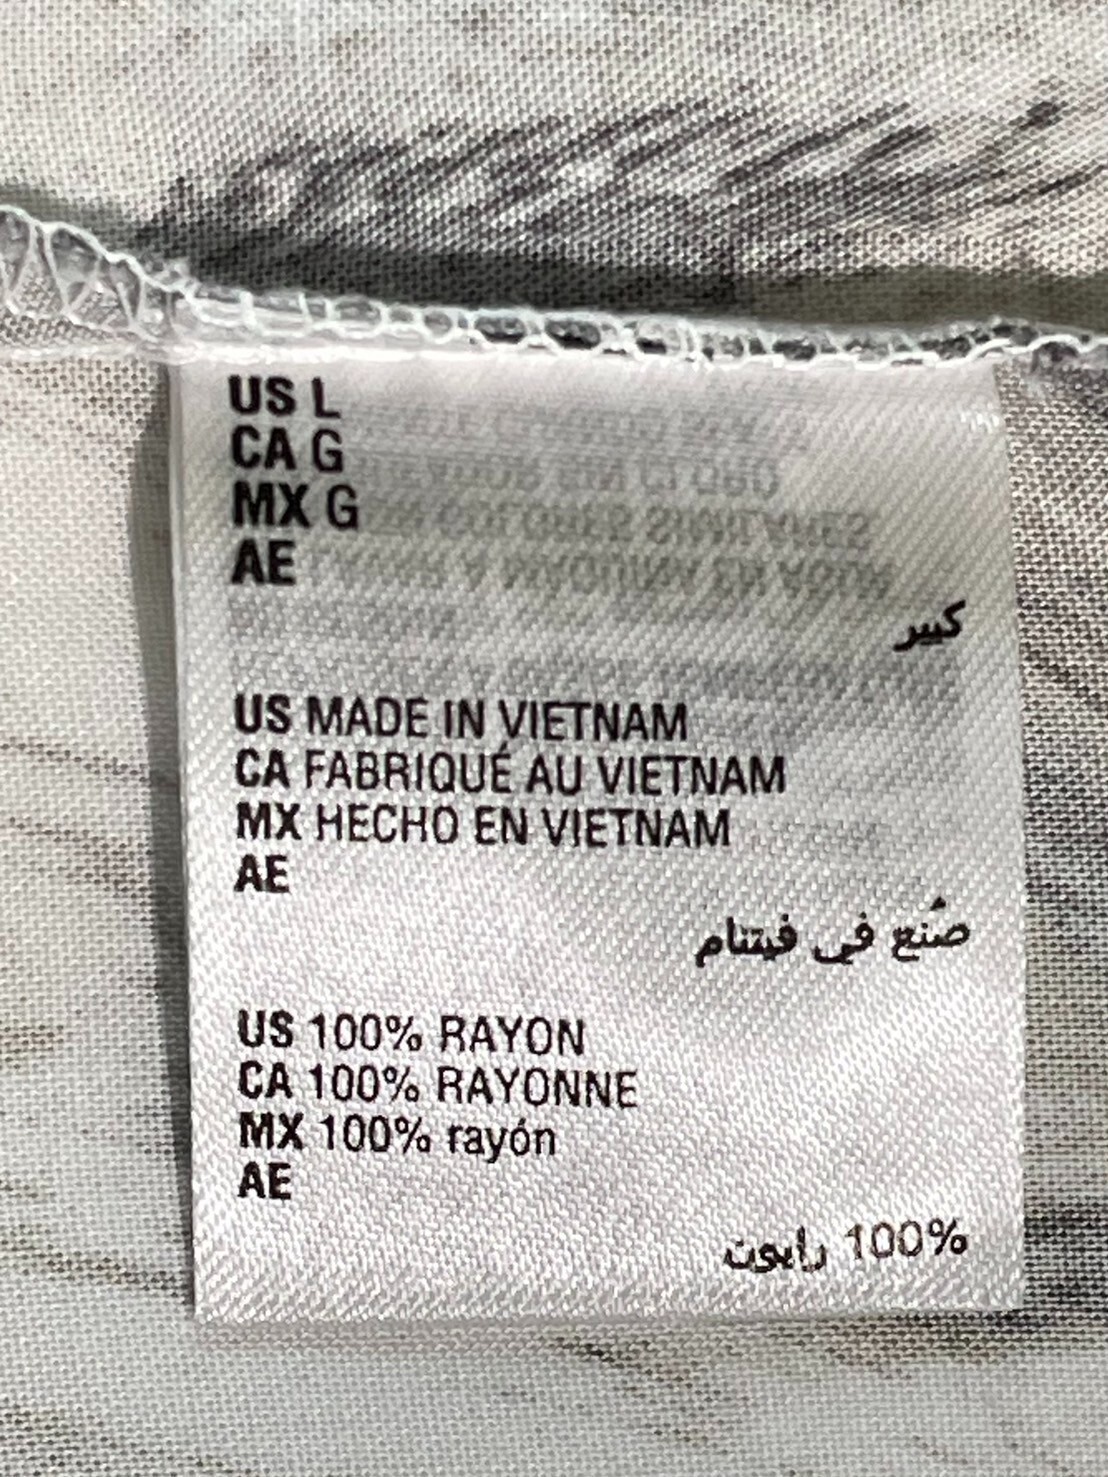 US L
CA G
MX G
AE
كبير
US MADE IN VIETNAM
CA FABRIQUÉ AU VIETNAM
MX HECHO EN VIETNAM
AE
صُنع في فيتنام
US 100% RAYON
CA 100% RAYONNE
MX 100% rayón
AE
100% رايون